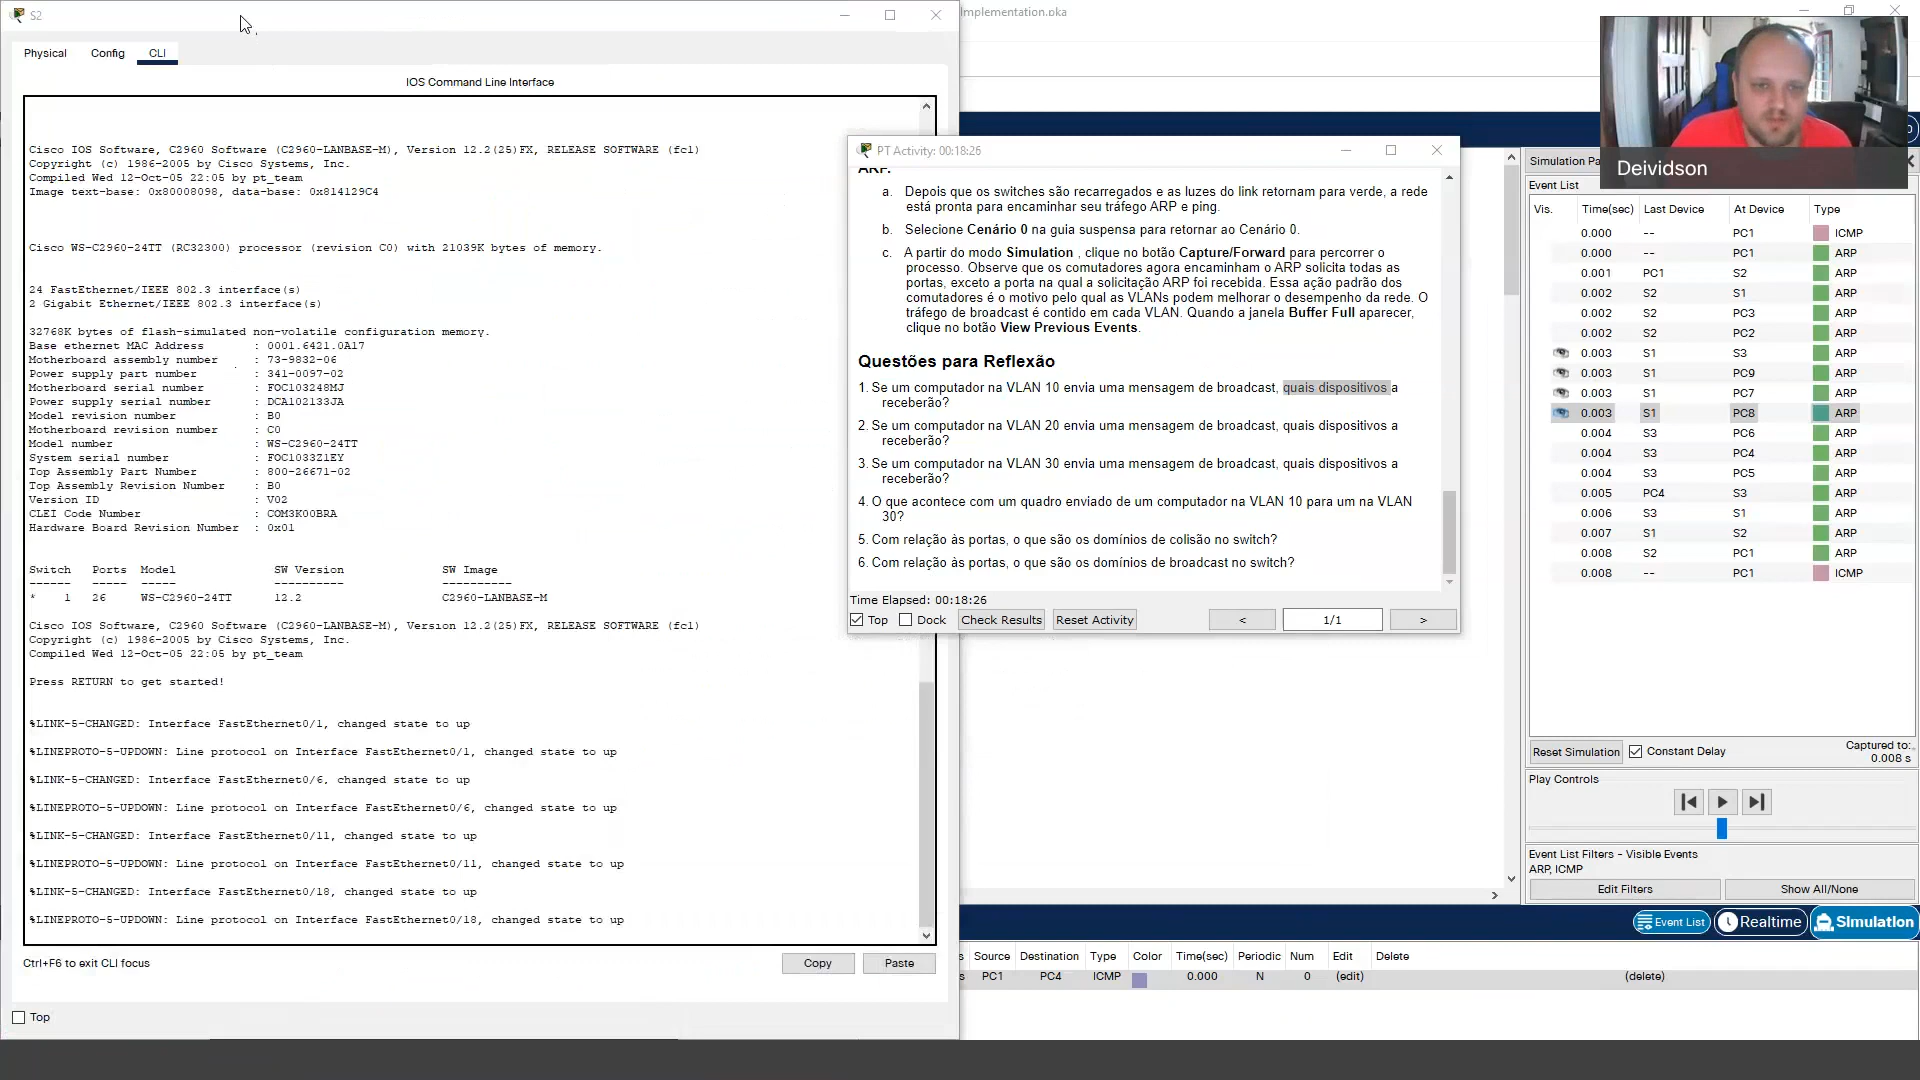 S2
Implementation.pka
Physical Config CLI
IOS Command Line Interface
Cisco IOS Software, C2960 Software (C2960-LANBASE-M), Version 12.2(25)FX, RELEASE SOFTWARE (fc1)
Copyright (c) 1986-2005 by Cisco Systems, Inc.
Compiled Wed 12-Oct-05 22:05 by pt_team
Image text-base: 0x80008098, data-base: 0x814129C4
Cisco WS-C2960-24TT (RC32300) processor (revision C0) with 21039K bytes of memory.
24 FastEthernet/IEEE 802.3 interface(s)
2 Gigabit Ethernet/IEEE 802.3 interface(s)
32768K bytes of flash-simulated non-volatile configuration memory.
Base ethernet MAC Address : 0001.6421.0A17
Motherboard assembly number : 73-9832-06
Power supply part number : 341-0097-02
Motherboard serial number : FOC103248MJ
Power supply serial number : DCA102133JA
Model revision number : B0
Motherboard revision number : C0
Model number : WS-C2960-24TT
System serial number : FOC1033Z1EY
Top Assembly Part Number : 800-26671-02
Top Assembly Revision Number : B0
Version ID : V02
CLEI Code Number : COM3K00BRA
Hardware Board Revision Number : 0x01
Switch Ports Model SW Version SW Image
------ ----- ----- ---------- ----------
* 1 26 WS-C2960-24TT 12.2 C2960-LANBASE-M
Cisco IOS Software, C2960 Software (C2960-LANBASE-M), Version 12.2(25)FX, RELEASE SOFTWARE (fc1)
Copyright (c) 1986-2005 by Cisco Systems, Inc.
Compiled Wed 12-Oct-05 22:05 by pt_team
Press RETURN to get started!
%LINK-5-CHANGED: Interface FastEthernet0/1, changed state to up
%LINEPROTO-5-UPDOWN: Line protocol on Interface FastEthernet0/1, changed state to up
%LINK-5-CHANGED: Interface FastEthernet0/6, changed state to up
%LINEPROTO-5-UPDOWN: Line protocol on Interface FastEthernet0/6, changed state to up
%LINK-5-CHANGED: Interface FastEthernet0/11, changed state to up
%LINEPROTO-5-UPDOWN: Line protocol on Interface FastEthernet0/11, changed state to up
%LINK-5-CHANGED: Interface FastEthernet0/18, changed state to up
%LINEPROTO-5-UPDOWN: Line protocol on Interface FastEthernet0/18, changed state to up
Ctrl+F6 to exit CLI focus
Copy Paste
Top
PT Activity: 00:18:26
ARP.
a. Depois que os switches são recarregados e as luzes do link retornam para verde, a rede
está pronta para encaminhar seu tráfego ARP e ping.
b. Selecione Cenário 0 na guia suspensa para retornar ao Cenário 0.
c. A partir do modo Simulation , clique no botão Capture/Forward para percorrer o
processo. Observe que os comutadores agora encaminham o ARP solicita todas as
portas, exceto a porta na qual a solicitação ARP foi recebida. Essa ação padrão dos
comutadores é o motivo pelo qual as VLANs podem melhorar o desempenho da rede. O
tráfego de broadcast é contido em cada VLAN. Quando a janela Buffer Full aparecer,
clique no botão View Previous Events.
Questões para Reflexão
1. Se um computador na VLAN 10 envia uma mensagem de broadcast, quais dispositivos a
receberão?
2. Se um computador na VLAN 20 envia uma mensagem de broadcast, quais dispositivos a
receberão?
3. Se um computador na VLAN 30 envia uma mensagem de broadcast, quais dispositivos a
receberão?
4. O que acontece com um quadro enviado de um computador na VLAN 10 para um na VLAN
30?
5. Com relação às portas, o que são os domínios de colisão no switch?
6. Com relação às portas, o que são os domínios de broadcast no switch?
Time Elapsed: 00:18:26
Top Dock Check Results Reset Activity < 1/1 >
Deividson
Simulation Pa
Event List
Vis. Time(sec) Last Device At Device Type
0.000 -- PC1 ICMP
0.000 -- PC1 ARP
0.001 PC1 S2 ARP
0.002 S2 S1 ARP
0.002 S2 PC3 ARP
0.002 S2 PC2 ARP
0.003 S1 S3 ARP
0.003 S1 PC9 ARP
0.003 S1 PC7 ARP
0.003 S1 PC8 ARP
0.004 S3 PC6 ARP
0.004 S3 PC4 ARP
0.004 S3 PC5 ARP
0.005 PC4 S3 ARP
0.006 S3 S1 ARP
0.007 S1 S2 ARP
0.008 S2 PC1 ARP
0.008 -- PC1 ICMP
Reset Simulation Constant Delay Captured to:
0.008 s
Play Controls
Event List Filters - Visible Events
ARP, ICMP
Edit Filters Show All/None
Event List Realtime Simulation
s Source Destination Type Color Time(sec) Periodic Num Edit Delete
s PC1 PC4 ICMP 0.000 N 0 (edit) (delete)